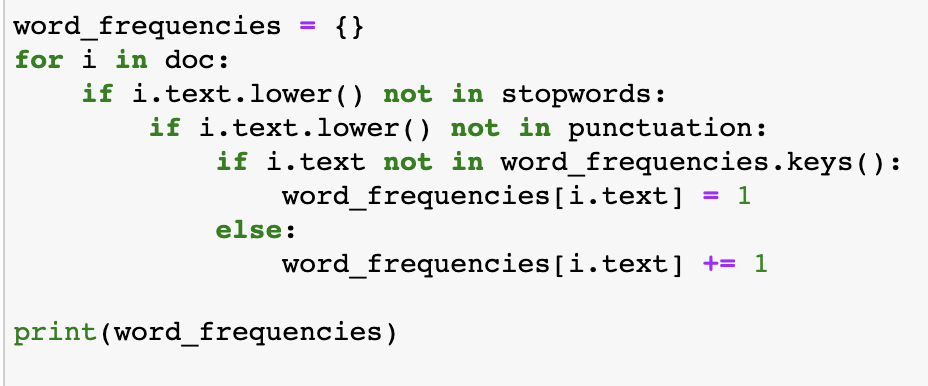 word_frequencies = {}
for i in doc:
    if i.text.lower() not in stopwords:
        if i.text.lower() not in punctuation:
            if i.text not in word_frequencies.keys():
                word_frequencies[i.text] = 1
            else:
                word_frequencies[i.text] += 1

print(word_frequencies)